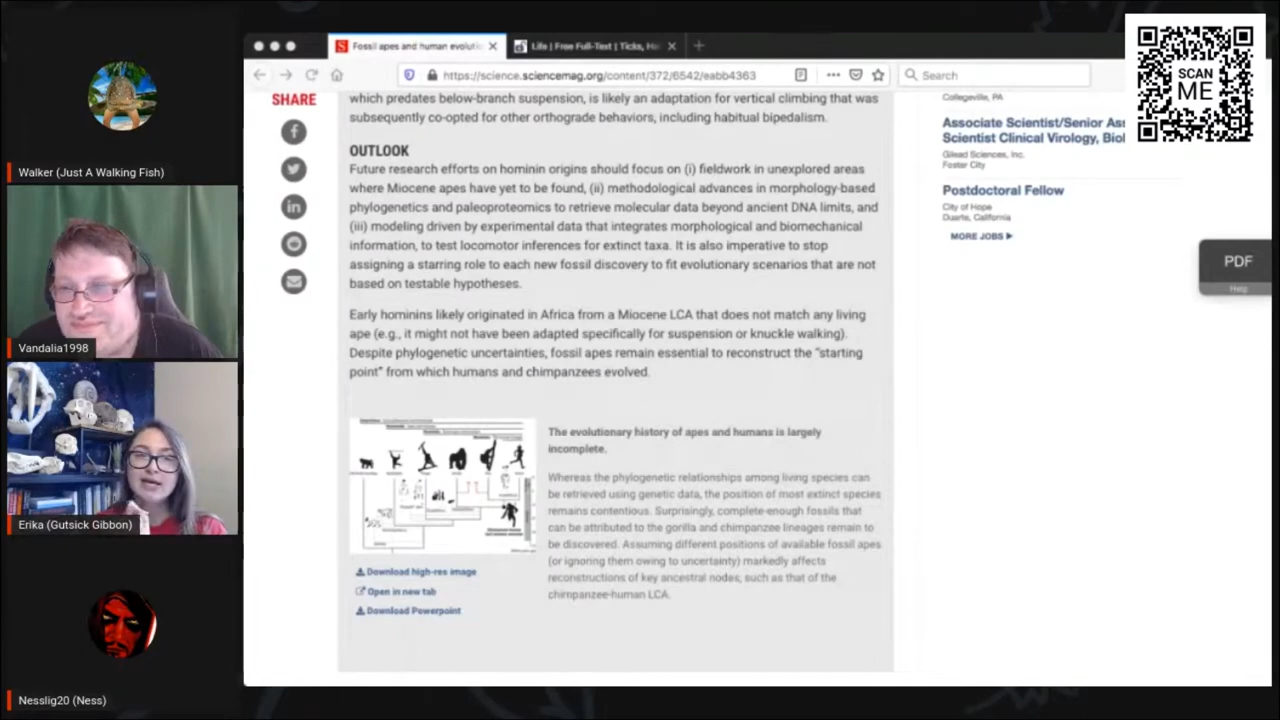 Fossil apes and human evolutio
Life | Free Full-Text | Ticks, Ha
https://science.sciencemag.org/content/372/6542/eabb4363
Search
SCAN
ME
SHARE
which predates below-branch suspension, is likely an adaptation for vertical climbing that was
subsequently co-opted for other orthograde behaviors, including habitual bipedalism.
OUTLOOK
Future research efforts on hominin origins should focus on (i) fieldwork in unexplored areas
where Miocene apes have yet to be found, (ii) methodological advances in morphology-based
phylogenetics and paleoproteomics to retrieve molecular data beyond ancient DNA limits, and
(iii) modeling driven by experimental data that integrates morphological and biomechanical
information, to test locomotor inferences for extinct taxa. It is also imperative to stop
assigning a starring role to each new fossil discovery to fit evolutionary scenarios that are not
based on testable hypotheses.
Early hominins likely originated in Africa from a Miocene LCA that does not match any living
ape (e.g., it might not have been adapted specifically for suspension or knuckle walking).
Despite phylogenetic uncertainties, fossil apes remain essential to reconstruct the "starting
point" from which humans and chimpanzees evolved.
The evolutionary history of apes and humans is largely
incomplete.
Whereas the phylogenetic relationships among living species can
be retrieved using genetic data, the position of most extinct species
remains contentious. Surprisingly, complete-enough fossils that
can be attributed to the gorilla and chimpanzee lineages remain to
be discovered. Assuming different positions of available fossil apes
(or ignoring them owing to uncertainty) markedly affects
reconstructions of key ancestral nodes, such as that of the
chimpanzee-human LCA.
Download high-res image
Open in new tab
Download Powerpoint
Collegeville, PA
Associate Scientist/Senior Ass
Scientist Clinical Virology, Biol
Gilead Sciences, Inc.
Foster City
Postdoctoral Fellow
City of Hope
Duarte, California
MORE JOBS
PDF
Help
Walker (Just A Walking Fish)
Vandalia1998
Erika (Gutsick Gibbon)
Nesslig20 (Ness)